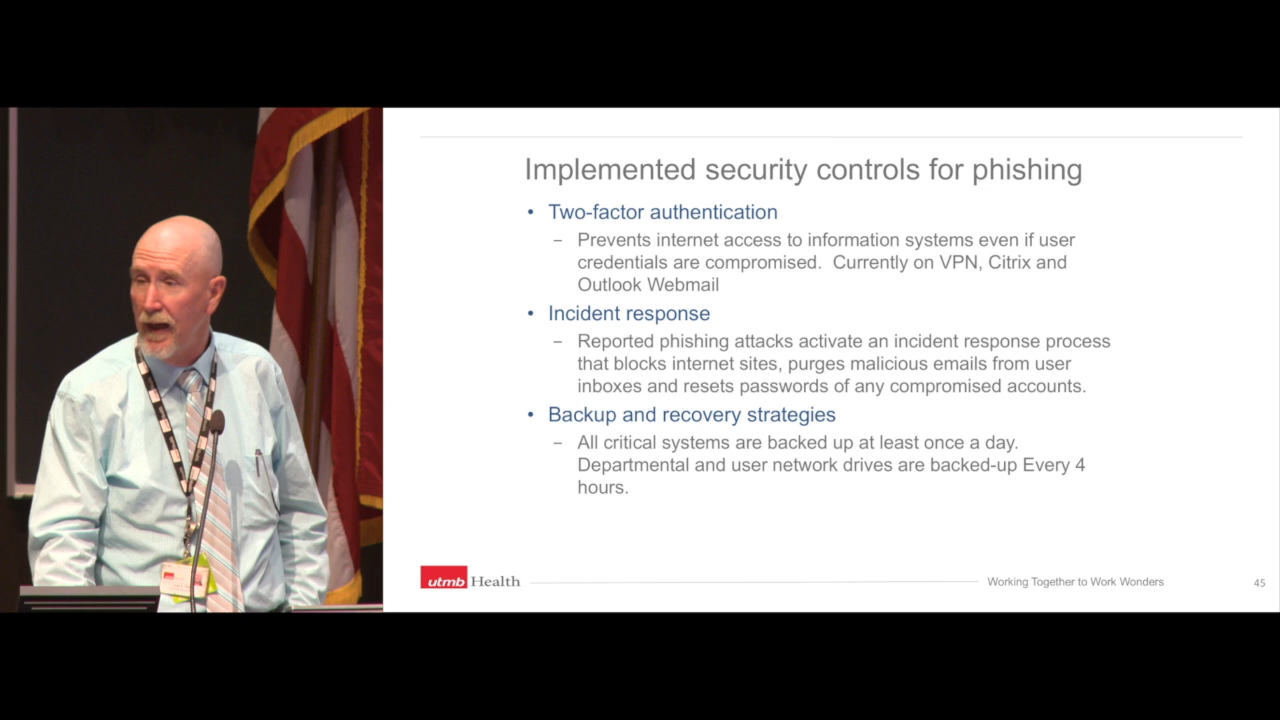 Implemented security controls for phishing
• Two-factor authentication
– Prevents internet access to information systems even if user
credentials are compromised.  Currently on VPN, Citrix and
Outlook Webmail
• Incident response
– Reported phishing attacks activate an incident response process
that blocks internet sites, purges malicious emails from user
inboxes and resets passwords of any compromised accounts.
• Backup and recovery strategies
– All critical systems are backed up at least once a day.
Departmental and user network drives are backed-up Every 4
hours.
utmb Health
Working Together to Work Wonders
45